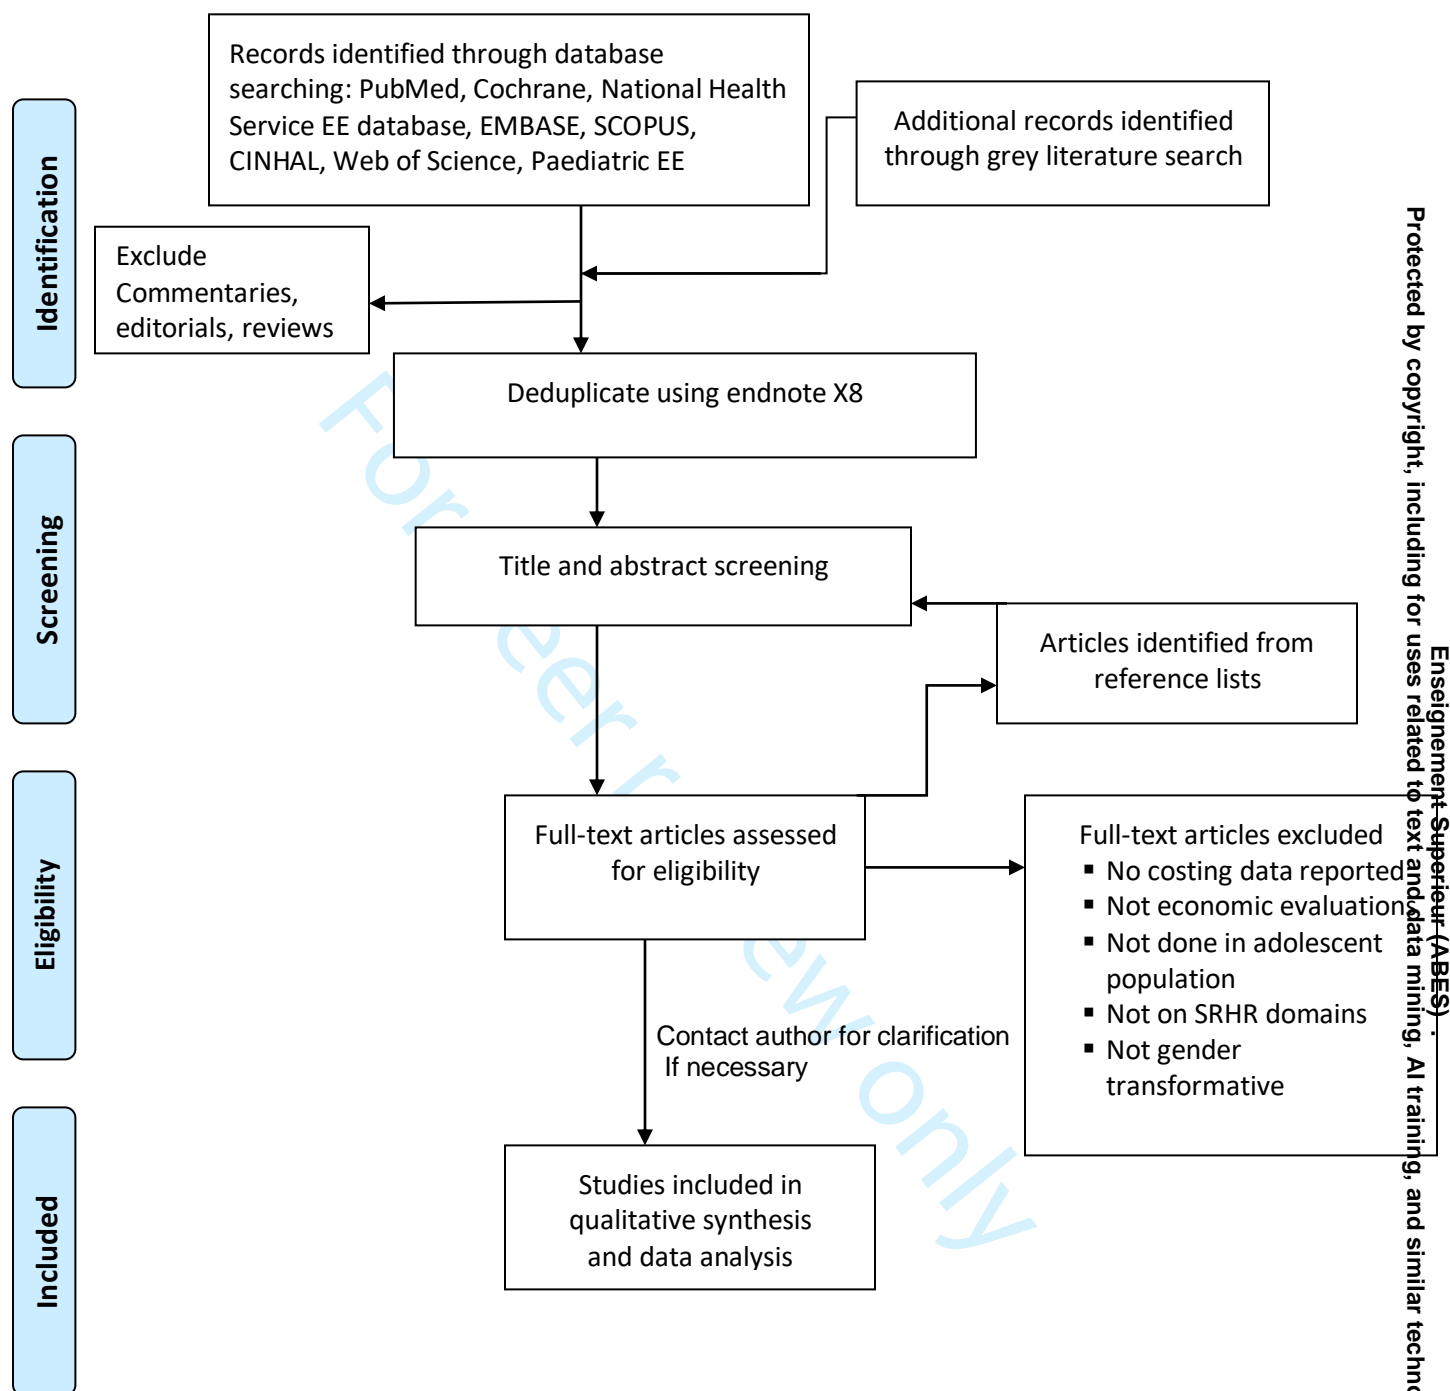 Records identified through database
searching: PubMed, Cochrane, National Health
Service EE database, EMBASE, SCOPUS,
CINHAL, Web of Science, Paediatric EE
Additional records identified
through grey literature search
Identification
Exclude
Commentaries,
editorials, reviews
Deduplicate using endnote X8
Screening
Title and abstract screening
Articles identified from
reference lists
Eligibility
Full-text articles assessed
for eligibility
Full-text articles excluded
▪ No costing data reported
▪ Not economic evaluations
▪ Not done in adolescent
population
▪ Not on SRHR domains
▪ Not gender
transformative
Contact author for clarification
If necessary
Included
Studies included in
qualitative synthesis
and data analysis
For peer review only
Enseignement Superieur (ABES) .
Protected by copyright, including for uses related to text and data mining, AI training, and similar